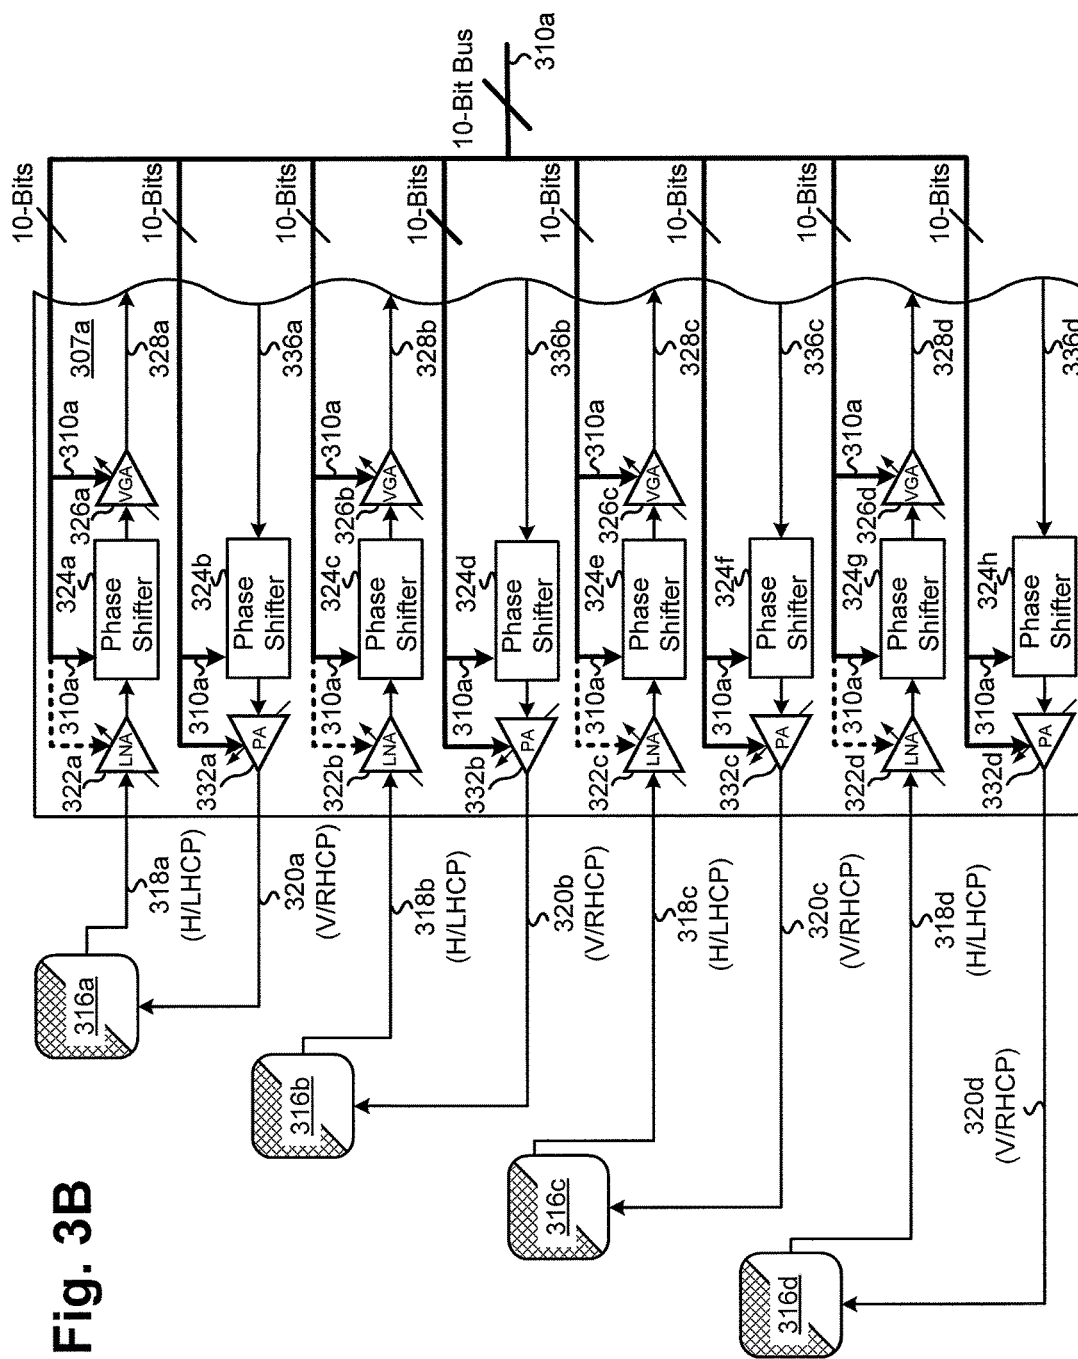 Fig. 3B
10-Bit Bus
310a
10-Bits
10-Bits
10-Bits
10-Bits
10-Bits
10-Bits
10-Bits
10-Bits
307a
316a
318a
(H/LHCP)
322a
LNA
310a
324a
Phase
Shifter
326a
VGA
310a
328a
320a
(V/RHCP)
332a
PA
310a
324b
Phase
Shifter
336a
316b
318b
(H/LHCP)
322b
LNA
310a
324c
Phase
Shifter
326b
VGA
310a
328b
320b
(V/RHCP)
332b
PA
310a
324d
Phase
Shifter
336b
316c
318c
(H/LHCP)
322c
LNA
310a
324e
Phase
Shifter
326c
VGA
310a
328c
320c
(V/RHCP)
332c
PA
310a
324f
Phase
Shifter
336c
316d
318d
(H/LHCP)
322d
LNA
310a
324g
Phase
Shifter
326d
VGA
310a
328d
320d
(V/RHCP)
332d
PA
310a
324h
Phase
Shifter
336d